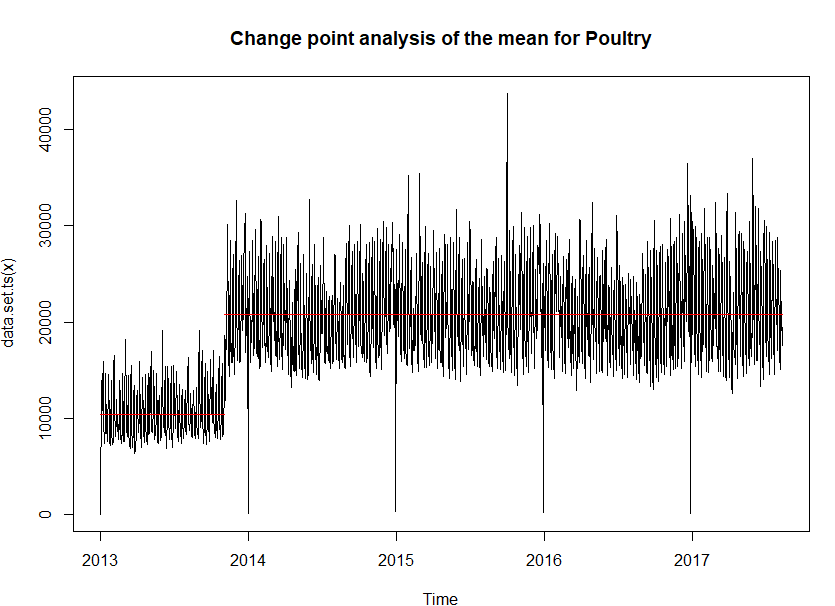 Change point analysis of the mean for Poultry
data.set.ts(x)
40000
30000
20000
10000
0
2013 2014 2015 2016 2017
Time